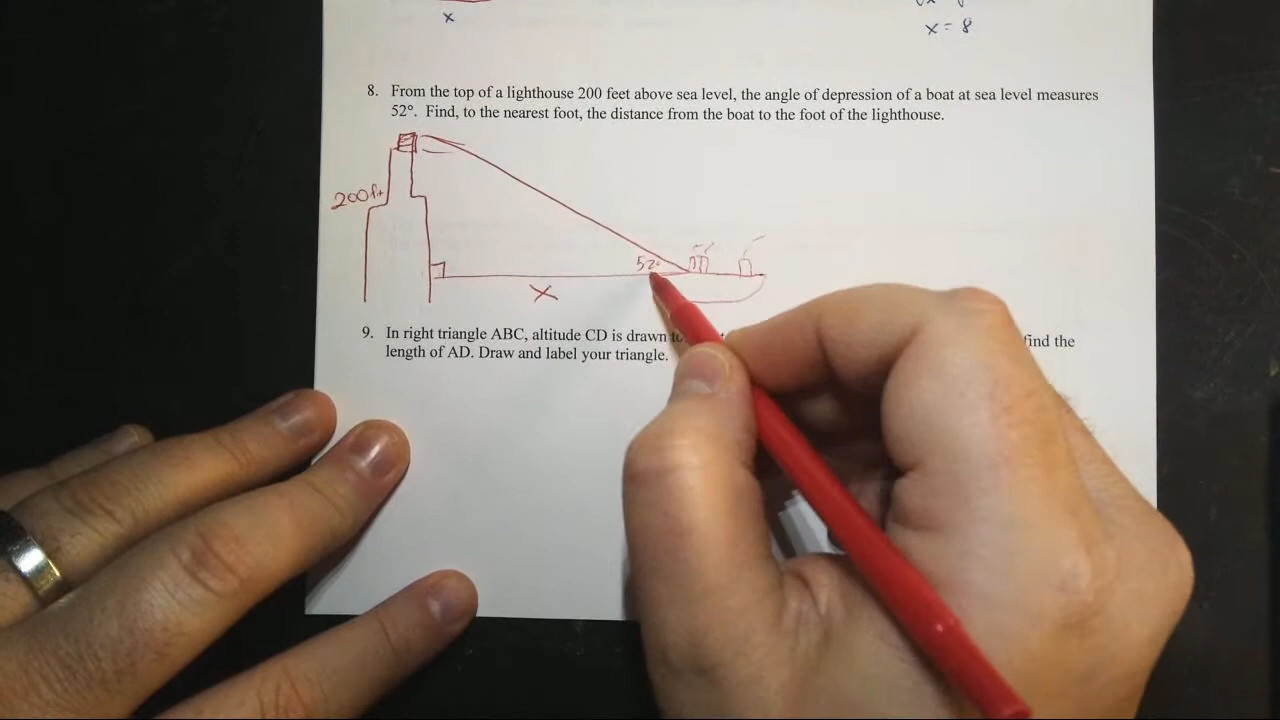 x
x = 8
8. From the top of a lighthouse 200 feet above sea level, the angle of depression of a boat at sea level measures
52°. Find, to the nearest foot, the distance from the boat to the foot of the lighthouse.
200ft
52°
x
9. In right triangle ABC, altitude CD is drawn to find the
length of AD. Draw and label your triangle.